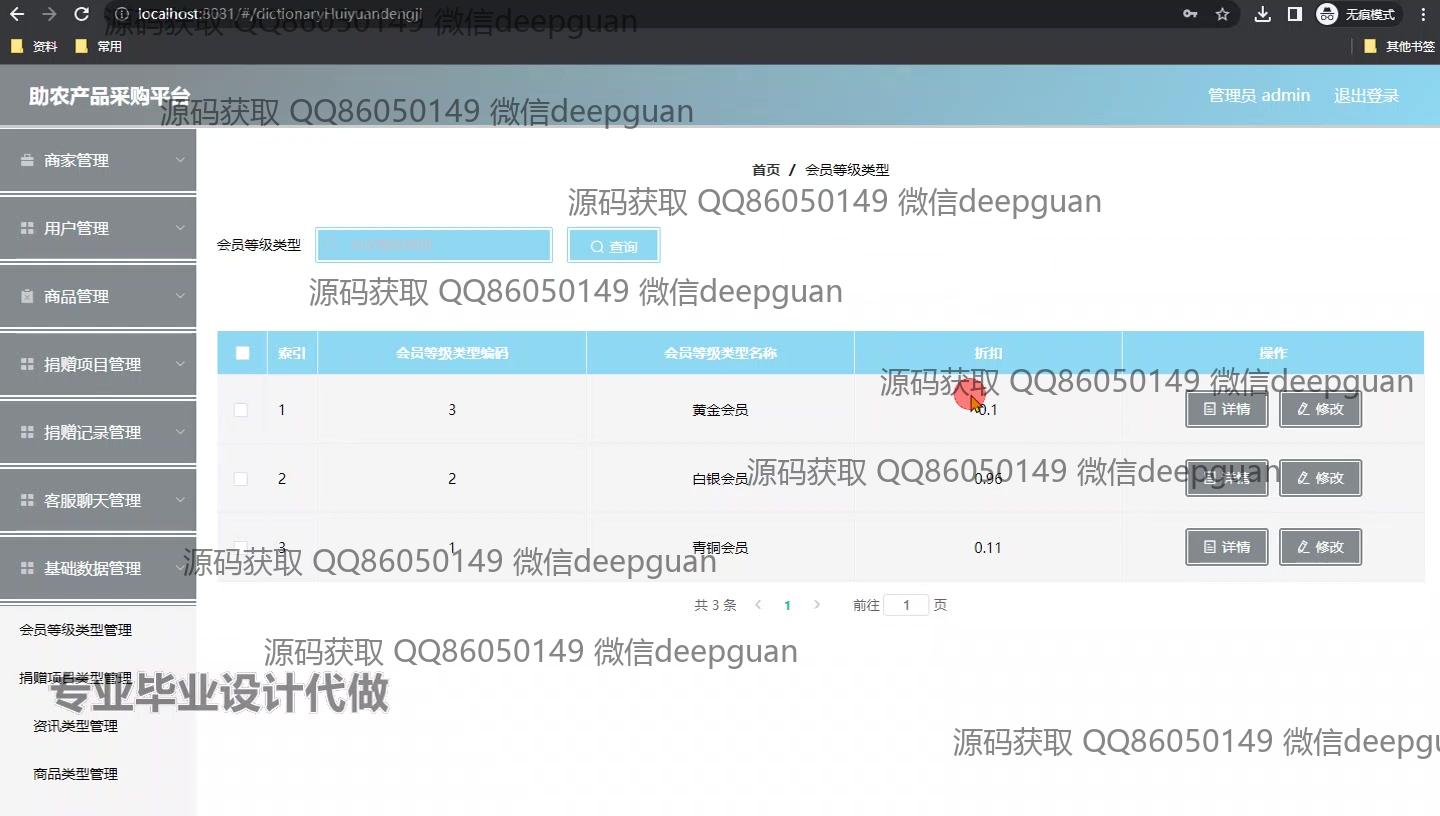 localhost:8081/#/dictionaryHuiyuandengji
无痕模式
源码获取 QQ86050149 微信deepguan
资料
常用
其他书签
助农产品采购平台
管理员 admin
退出登录
源码获取 QQ86050149 微信deepguan
商家管理
首页 / 会员等级类型
源码获取 QQ86050149 微信deepguan
用户管理
会员等级类型
查询
商品管理
源码获取 QQ86050149 微信deepguan
索引 会员等级类型编码 会员等级类型名称 折扣 操作
捐赠项目管理
源码获取 QQ86050149 微信deepguan
1 3 黄金会员 0.1 详情 修改
捐赠记录管理
源码获取 QQ86050149 微信deepguan
2 2 白银会员 0.96 详情 修改
客服聊天管理
3 1 青铜会员 0.11 详情 修改
源码获取 QQ86050149 微信deepguan
基础数据管理
共 3 条 1 前往 1 页
会员等级类型管理
源码获取 QQ86050149 微信deepguan
捐赠项目类型管理
专业毕业设计代做
资讯类型管理
源码获取 QQ86050149 微信deepgu
商品类型管理